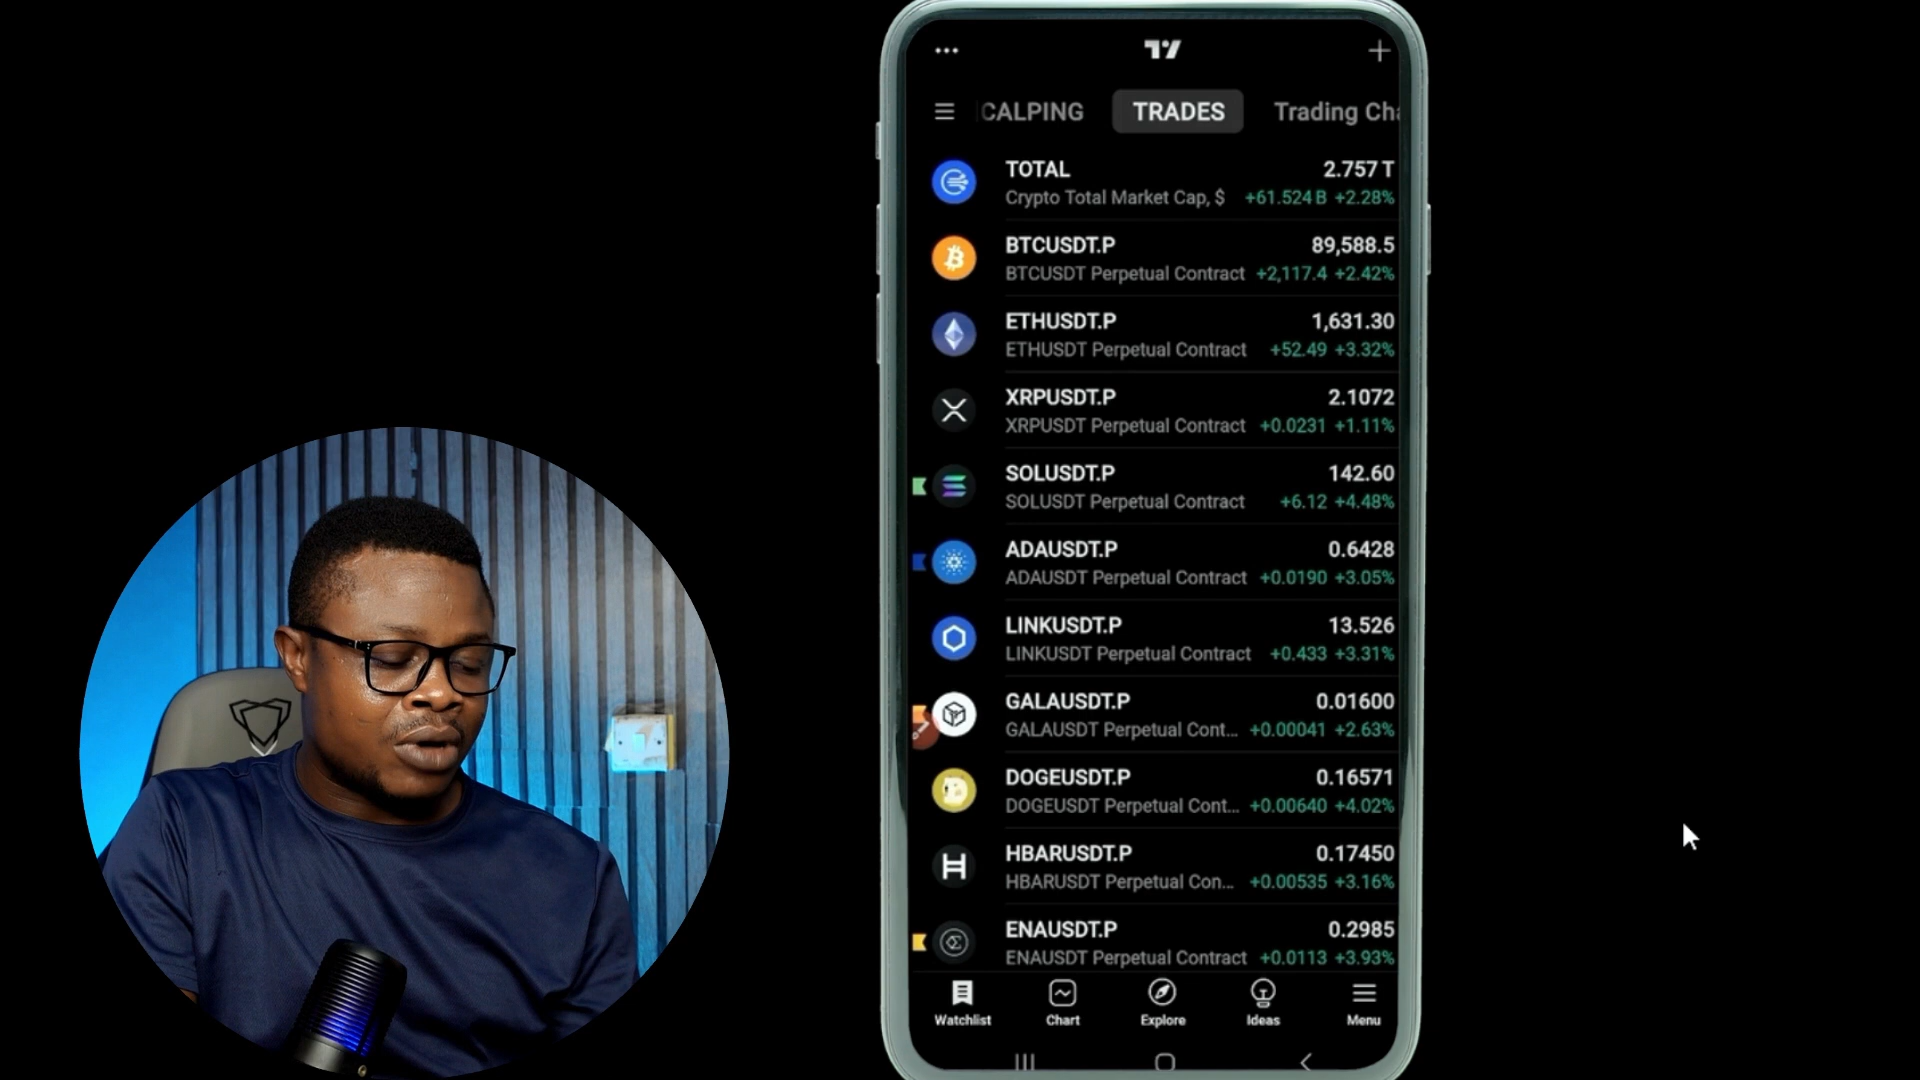 CALPING TRADES Trading Cha
TOTAL 2.757 T
Crypto Total Market Cap, $ +61.524 B +2.28%
BTCUSDT.P 89,588.5
BTCUSDT Perpetual Contract +2,117.4 +2.42%
ETHUSDT.P 1,631.30
ETHUSDT Perpetual Contract +52.49 +3.32%
XRPUSDT.P 2.1072
XRPUSDT Perpetual Contract +0.0231 +1.11%
SOLUSDT.P 142.60
SOLUSDT Perpetual Contract +6.12 +4.48%
ADAUSDT.P 0.6428
ADAUSDT Perpetual Contract +0.0190 +3.05%
LINKUSDT.P 13.526
LINKUSDT Perpetual Contract +0.433 +3.31%
GALAUSDT.P 0.01600
GALAUSDT Perpetual Cont... +0.00041 +2.63%
DOGEUSDT.P 0.16571
DOGEUSDT Perpetual Cont... +0.00640 +4.02%
HBARUSDT.P 0.17450
HBARUSDT Perpetual Con... +0.00535 +3.16%
ENAUSDT.P 0.2985
ENAUSDT Perpetual Contract +0.0113 +3.93%
Watchlist Chart Explore Ideas Menu